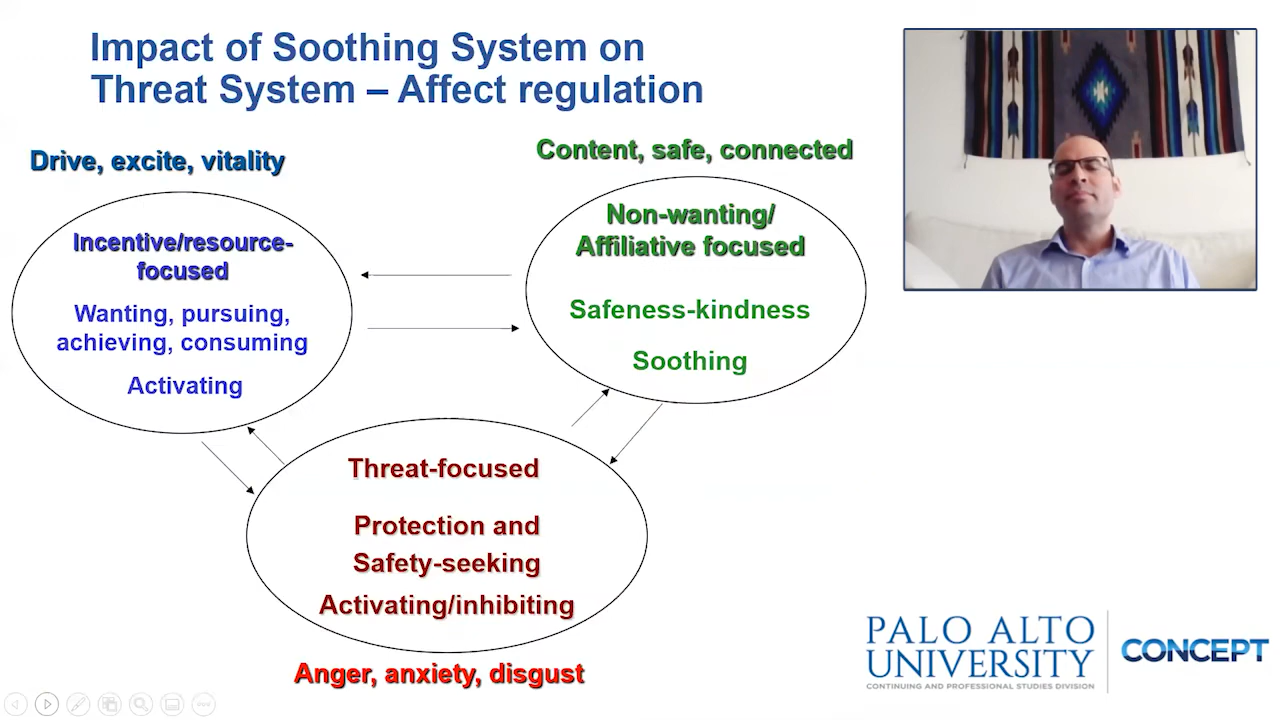 Impact of Soothing System on
Threat System – Affect regulation
Drive, excite, vitality
Content, safe, connected
Incentive/resource-
focused
Wanting, pursuing,
achieving, consuming
Activating
Non-wanting/
Affiliative focused
Safeness-kindness
Soothing
Threat-focused
Protection and
Safety-seeking
Activating/inhibiting
Anger, anxiety, disgust
PALO ALTO
UNIVERSITY
CONTINUING AND PROFESSIONAL STUDIES DIVISION
CONCEPT